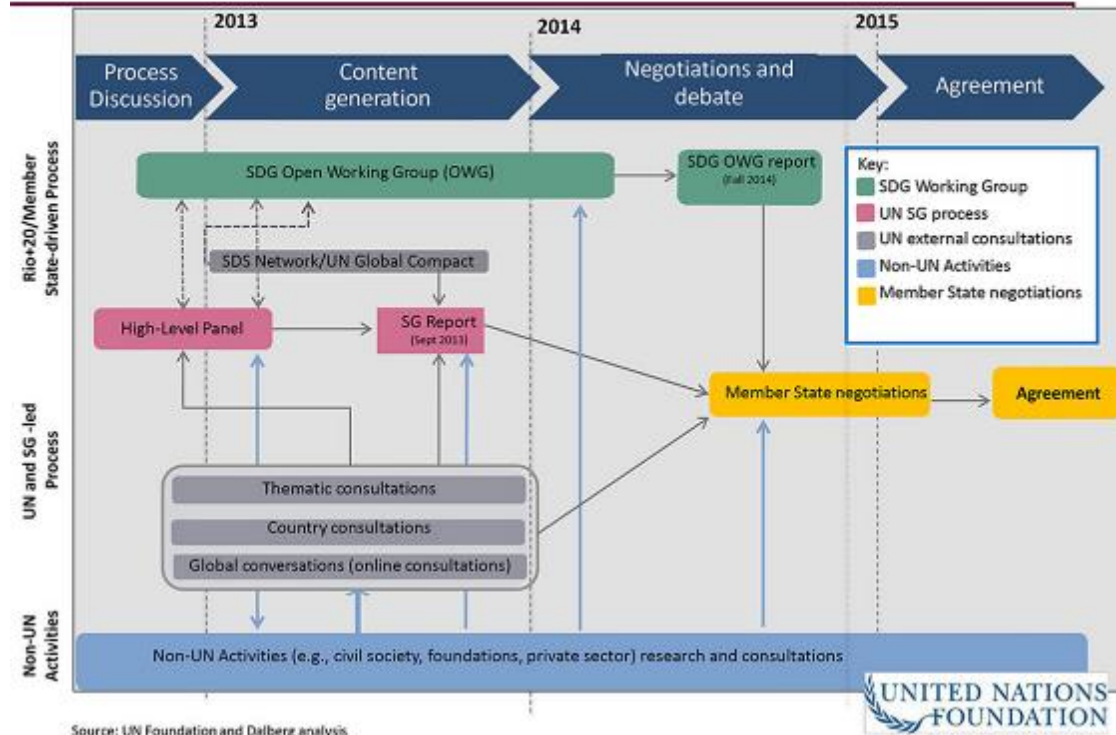 2013
2014
2015
Process
Discussion
Content
generation
Negotiations and
debate
Agreement
Rio+20/Member
State-driven Process
SDG Open Working Group (OWG)
SDG OWG report
(Fall 2014)
Key:
SDG Working Group
UN SG process
UN external consultations
Non-UN Activities
Member State negotiations
SDS Network/UN Global Compact
High-Level Panel
SG Report
(Sept 2013)
Member State negotiations
Agreement
UN and SG -led
Process
Thematic consultations
Country consultations
Global conversations (online consultations)
Non-UN
Activities
Non-UN Activities (e.g., civil society, foundations, private sector) research and consultations
UNITED NATIONS
FOUNDATION
Source: UN Foundation and Dalberg analysis